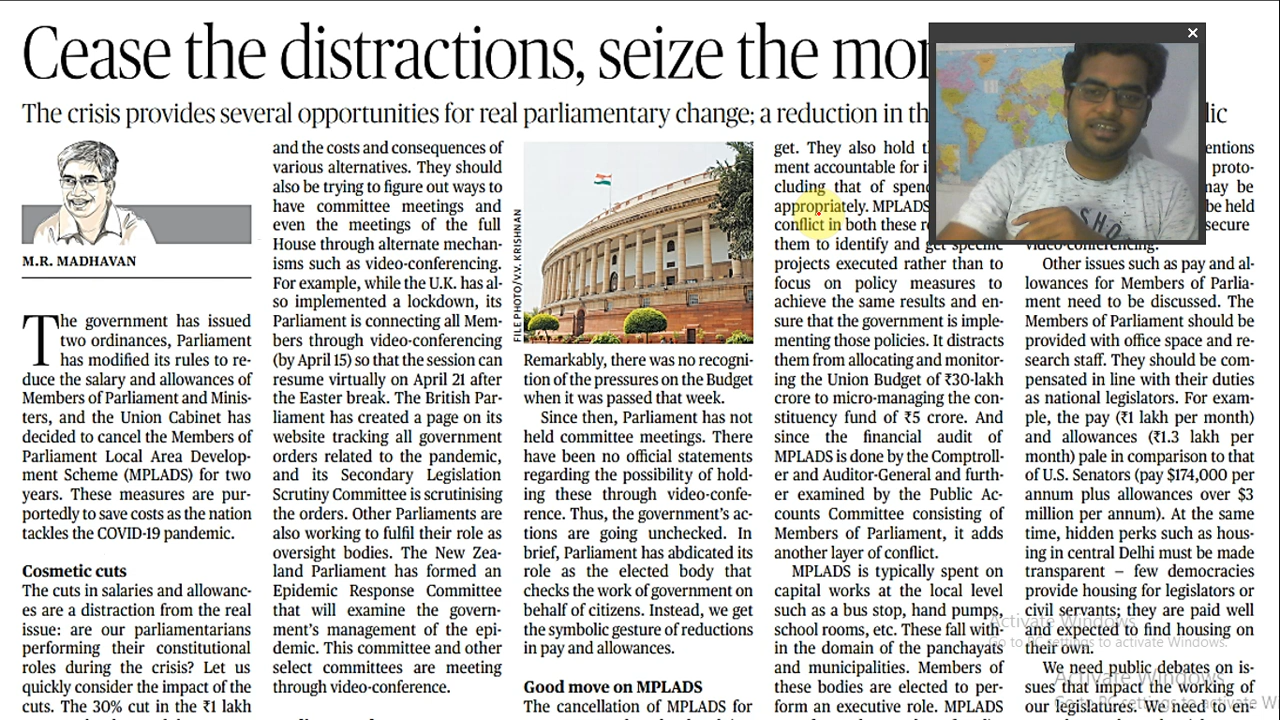 Cease the distractions, seize the
The crisis provides several opportunities for real parliamentary change; a reduction in
M.R. MADHAVAN
The government has issued
two ordinances, Parliament
has modified its rules to re-
duce the salary and allowances of
Members of Parliament and Minis-
ters, and the Union Cabinet has
decided to cancel the Members of
Parliament Local Area Develop-
ment Scheme (MPLADS) for two
years. These measures are pur-
portedly to save costs as the nation
tackles the COVID-19 pandemic.
Cosmetic cuts
The cuts in salaries and allowanc-
es are a distraction from the real
issue: are our parliamentarians
performing their constitutional
roles during the crisis? Let us
quickly consider the impact of the
cuts. The 30% cut in the ₹1 lakh
and the costs and consequences of
various alternatives. They should
also be trying to figure out ways to
have committee meetings and
even the meetings of the full
House through alternate mechan-
isms such as video-conferencing.
For example, while the U.K. has al-
so implemented a lockdown, its
Parliament is connecting all Mem-
bers through video-conferencing
(by April 15) so that the session can
resume virtually on April 21 after
the Easter break. The British Par-
liament has created a page on its
website tracking all government
orders related to the pandemic,
and its Secondary Legislation
Scrutiny Committee is scrutinising
the orders. Other Parliaments are
also working to fulfil their role as
oversight bodies. The New Zea-
land Parliament has formed an
Epidemic Response Committee
that will examine the govern-
ment's management of the epi-
demic. This committee and other
select committees are meeting
through video-conference.
FILE PHOTO/V.V. KRISHNAN
Remarkably, there was no recogni-
tion of the pressures on the Budget
when it was passed that week.
Since then, Parliament has not
held committee meetings. There
have been no official statements
regarding the possibility of hold-
ing these through video-confe-
rence. Thus, the government's ac-
tions are going unchecked. In
brief, Parliament has abdicated its
role as the elected body that
checks the work of government on
behalf of citizens. Instead, we get
the symbolic gesture of reductions
in pay and allowances.
Good move on MPLADS
The cancellation of MPLADS for
get. They also hold
ment accountable for
cluding that of
appropriately. MPLADS
conflict in both these
them to identify and get specific
projects executed rather than to
focus on policy measures to
achieve the same results and en-
sure that the government is imple-
menting those policies. It distracts
them from allocating and monitor-
ing the Union Budget of ₹30-lakh
crore to micro-managing the con-
stituency fund of ₹5 crore. And
since the financial audit of
MPLADS is done by the Comptroll-
er and Auditor-General and furth-
er examined by the Public Ac-
counts Committee consisting of
Members of Parliament, it adds
another layer of conflict.
MPLADS is typically spent on
capital works at the local level
such as a bus stop, hand pumps,
school rooms, etc. These fall with-
in the domain of the panchayats
and municipalities. Members of
these bodies are elected to per-
form an executive role. MPLADS
proto-
may be
be held
secure
video-conferencing.
Other issues such as pay and al-
lowances for Members of Parlia-
ment need to be discussed. The
Members of Parliament should be
provided with office space and re-
search staff. They should be com-
pensated in line with their duties
as national legislators. For exam-
ple, the pay (₹1 lakh per month)
and allowances (₹1.3 lakh per
month) pale in comparison to that
of U.S. Senators (pay $174,000 per
annum plus allowances over $3
million per annum). At the same
time, hidden perks such as hous-
ing in central Delhi must be made
transparent – few democracies
provide housing for legislators or
civil servants; they are paid well
and expected to find housing on
their own.
We need public debates on is-
sues that impact the working of
our legislatures. We need to en-
Activate Windows
Go to PC settings to activate Windows.
Activate Windows
Go to PC settings to activate W